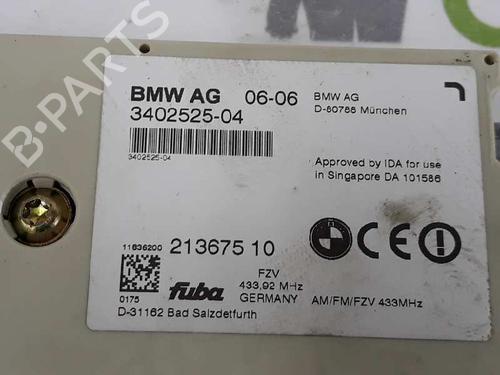 BMW AG 06-06 BMW AG
D-80788 München
3402525-04
3402525-04
Approved by IDA for use
in Singapore DA 101586
11636200 213675 10
FZV
433,92 MHz
0175 fuba GERMANY AM/FM/FZV 433MHz
D-31162 Bad Salzdetfurth
CE
B-Parts